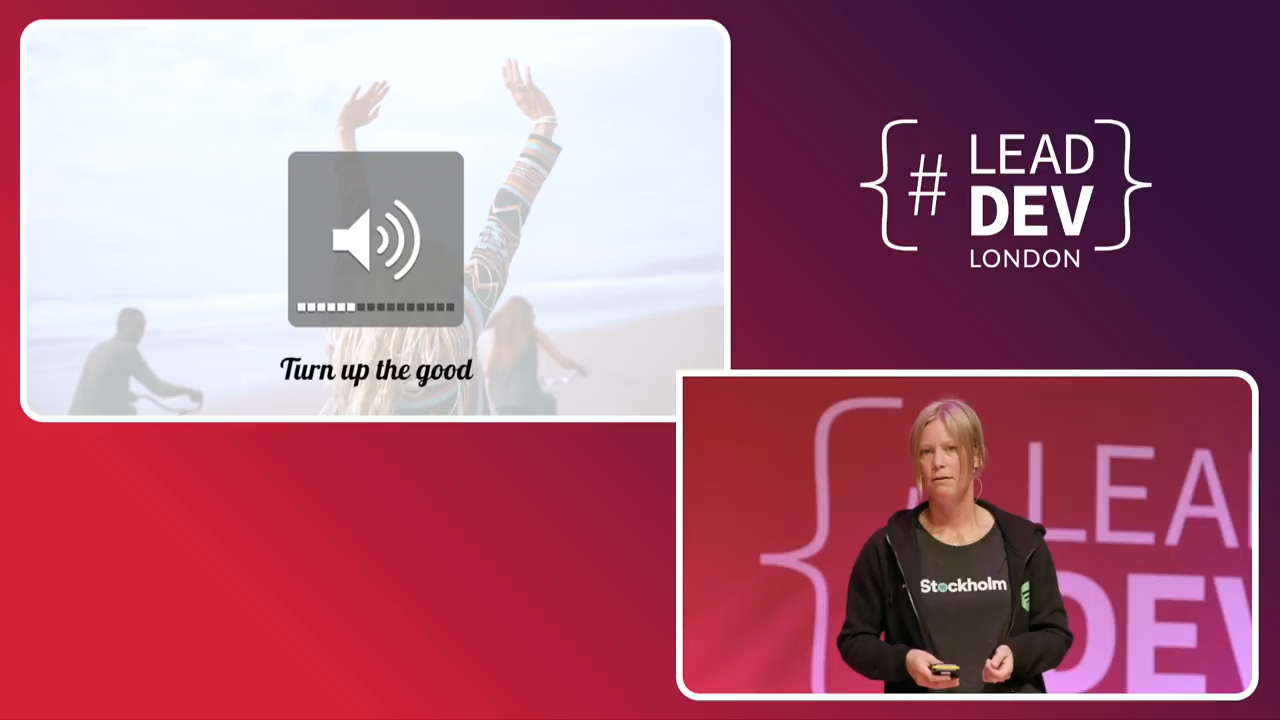 Turn up the good
{# LEAD }
DEV
LONDON
LEA
DEV
Stockholm